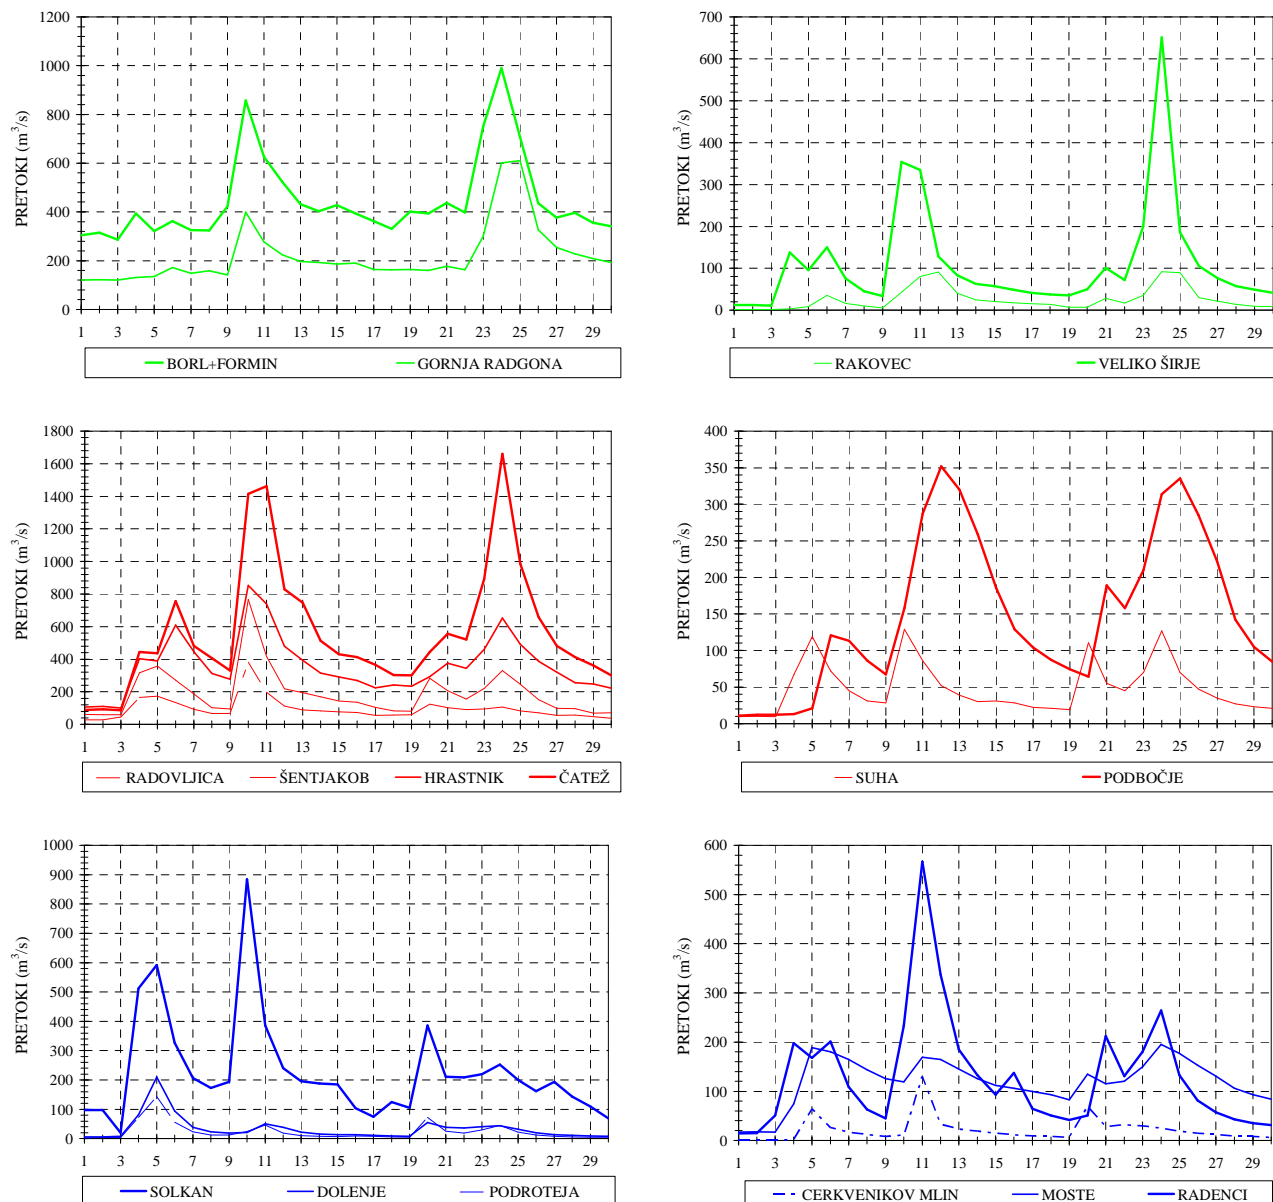 PRETOKI (m³/s)
1200
1000
800
600
400
200
0
1 3 5 7 9 11 13 15 17 19 21 23 25 27 29
BORL+FORMIN GORNJA RADGONA
PRETOKI (m³/s)
700
600
500
400
300
200
100
0
1 3 5 7 9 11 13 15 17 19 21 23 25 27 29
RAKOVEC VELIKO ŠIRJE
PRETOKI (m³/s)
1800
1600
1400
1200
1000
800
600
400
200
0
1 3 5 7 9 11 13 15 17 19 21 23 25 27 29
RADOVLJICA ŠENTJAKOB HRASTNIK ČATEŽ
PRETOKI (m³/s)
400
350
300
250
200
150
100
50
0
1 3 5 7 9 11 13 15 17 19 21 23 25 27 29
SUHA PODBOČJE
PRETOKI (m³/s)
1000
900
800
700
600
500
400
300
200
100
0
1 3 5 7 9 11 13 15 17 19 21 23 25 27 29
SOLKAN DOLENJE PODROTEJA
PRETOKI (m³/s)
600
500
400
300
200
100
0
1 3 5 7 9 11 13 15 17 19 21 23 25 27 29
CERKVENIKOV MLIN MOSTE RADENCI